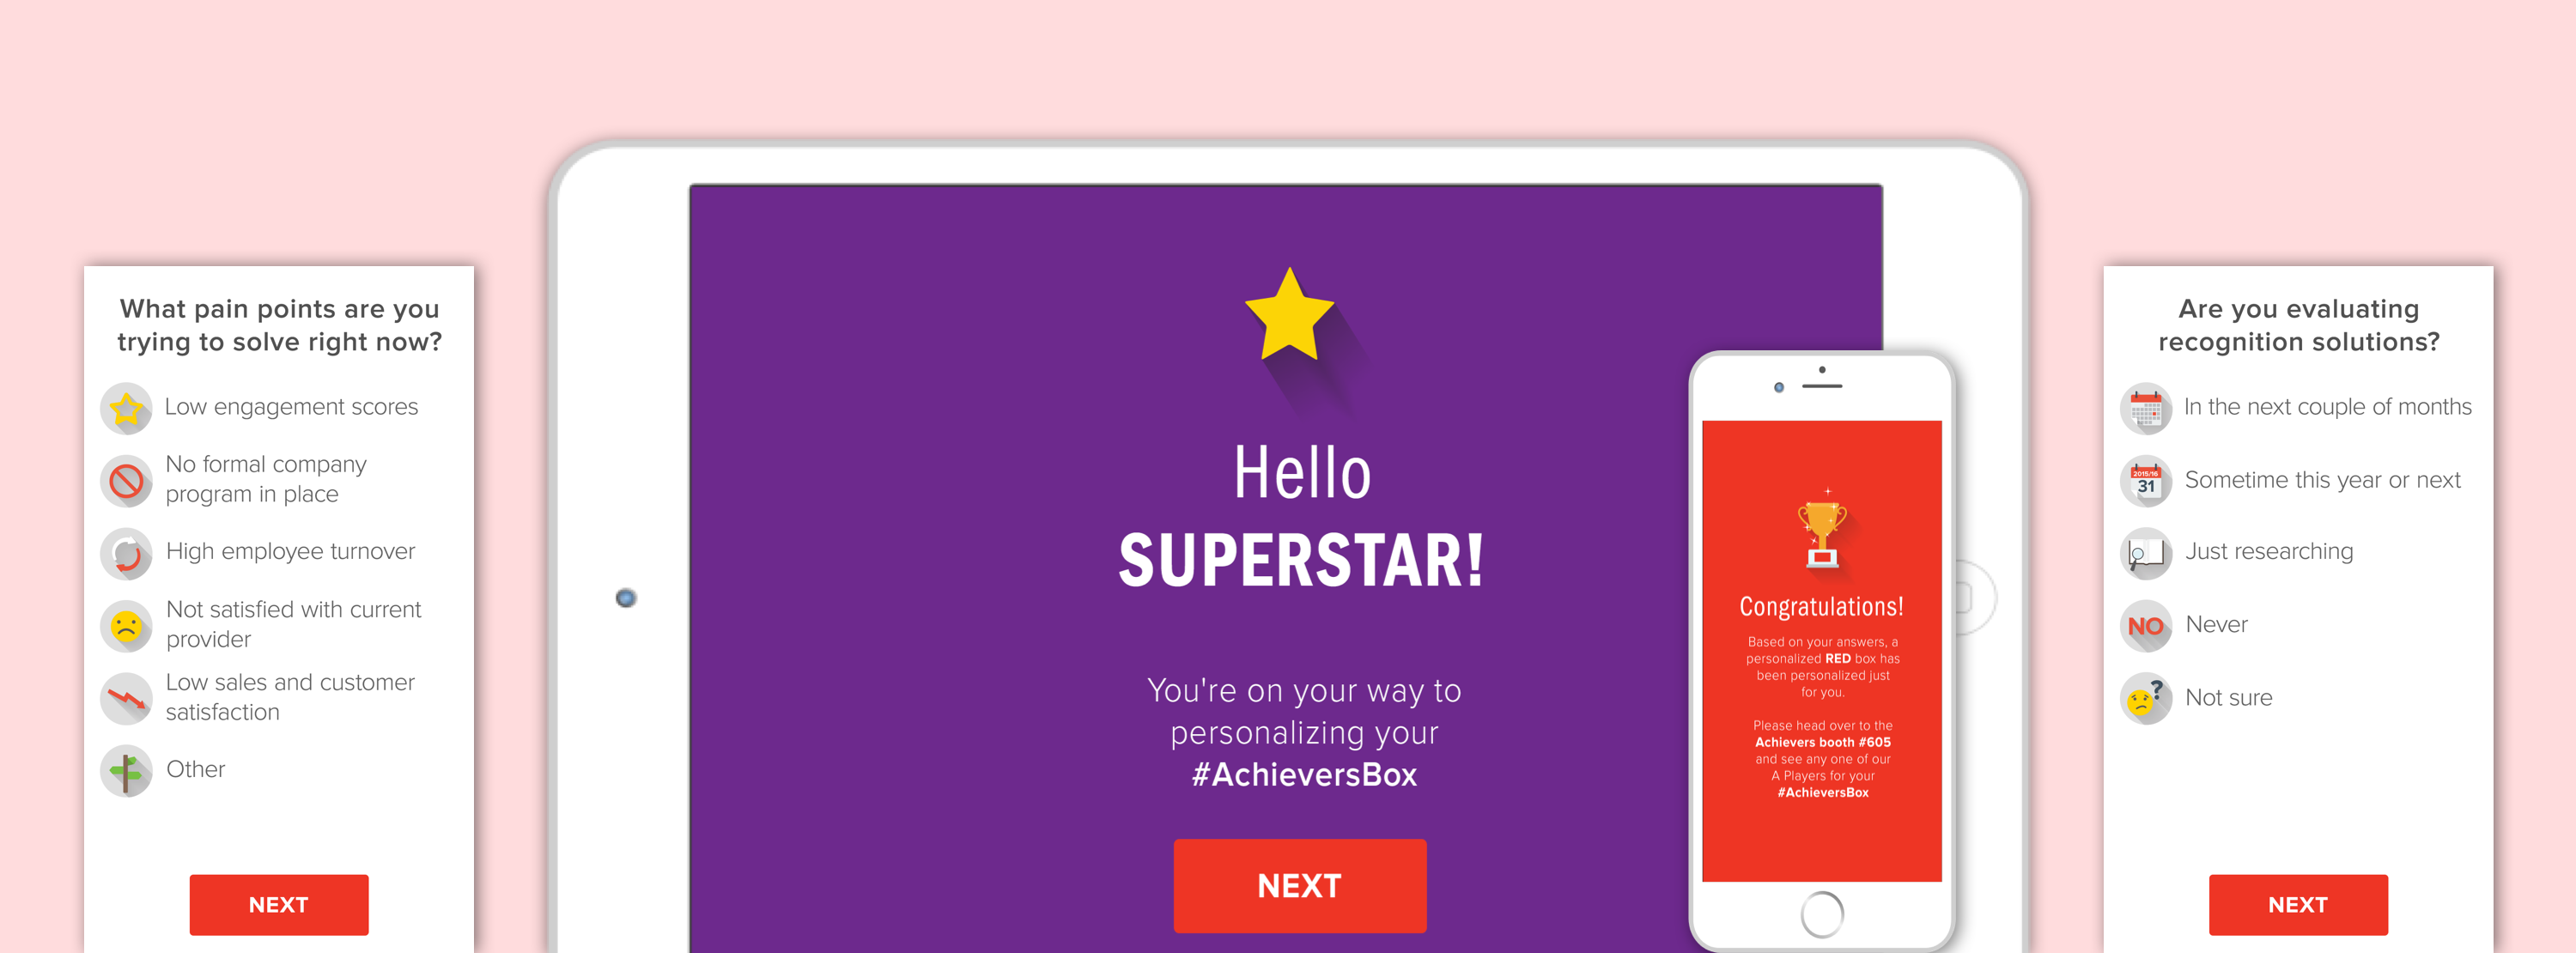 What pain points are you
trying to solve right now?
Low engagement scores
No formal company
program in place
High employee turnover
Not satisfied with current
provider
Low sales and customer
satisfaction
Other
NEXT
Hello
SUPERSTAR!
You're on your way to
personalizing your
#AchieversBox
NEXT
Congratulations!
Based on your answers, a
personalized RED box has
been personalized just
for you.
Please head over to the
Achievers booth #605
and see any one of our
A Players for your
#AchieversBox
Are you evaluating
recognition solutions?
In the next couple of months
2015/16
31
Sometime this year or next
Just researching
NO
Never
?
Not sure
NEXT